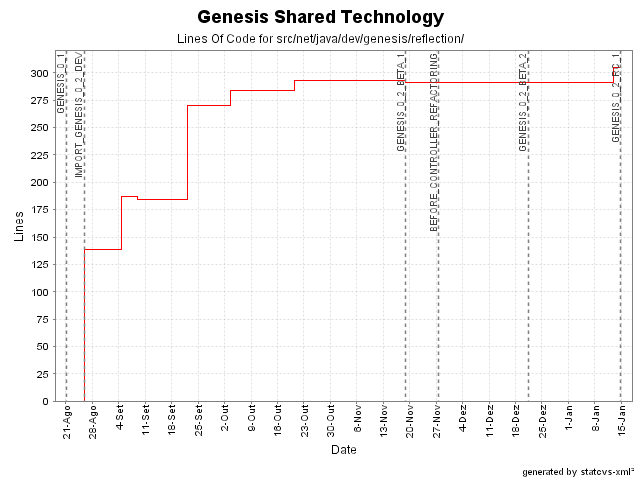 Genesis Shared Technology
Lines Of Code for src/net/java/dev/genesis/reflection/
GENESIS_0_1
IMPORT_GENESIS_0_2_DEV
GENESIS_0_2_BETA_1
BEFORE_CONTROLLER_REFACTORING
GENESIS_0_2_BETA_2
GENESIS_0_2_RC_1
Lines
300
275
250
225
200
175
150
125
100
75
50
25
0
21-Ago
28-Ago
4-Set
11-Set
18-Set
25-Set
2-Out
9-Out
16-Out
23-Out
30-Out
6-Nov
13-Nov
20-Nov
27-Nov
4-Dez
11-Dez
18-Dez
25-Dez
1-Jan
8-Jan
15-Jan
Date
generated by statcvs-xml²